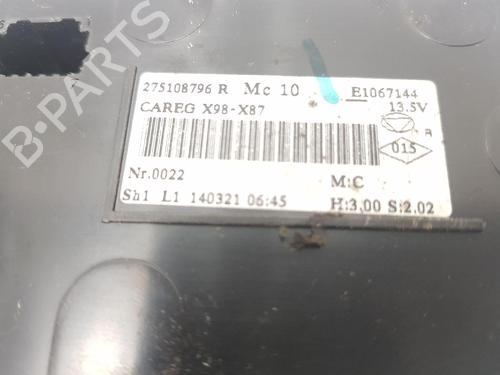 275108796 R Mc 10 E1067144
CAREG X98-X87 13.5V
R
015
Nr.0022 M:C
Sh1 L1 140321 06:45 H:3.00 S:2.02
B-PARTS